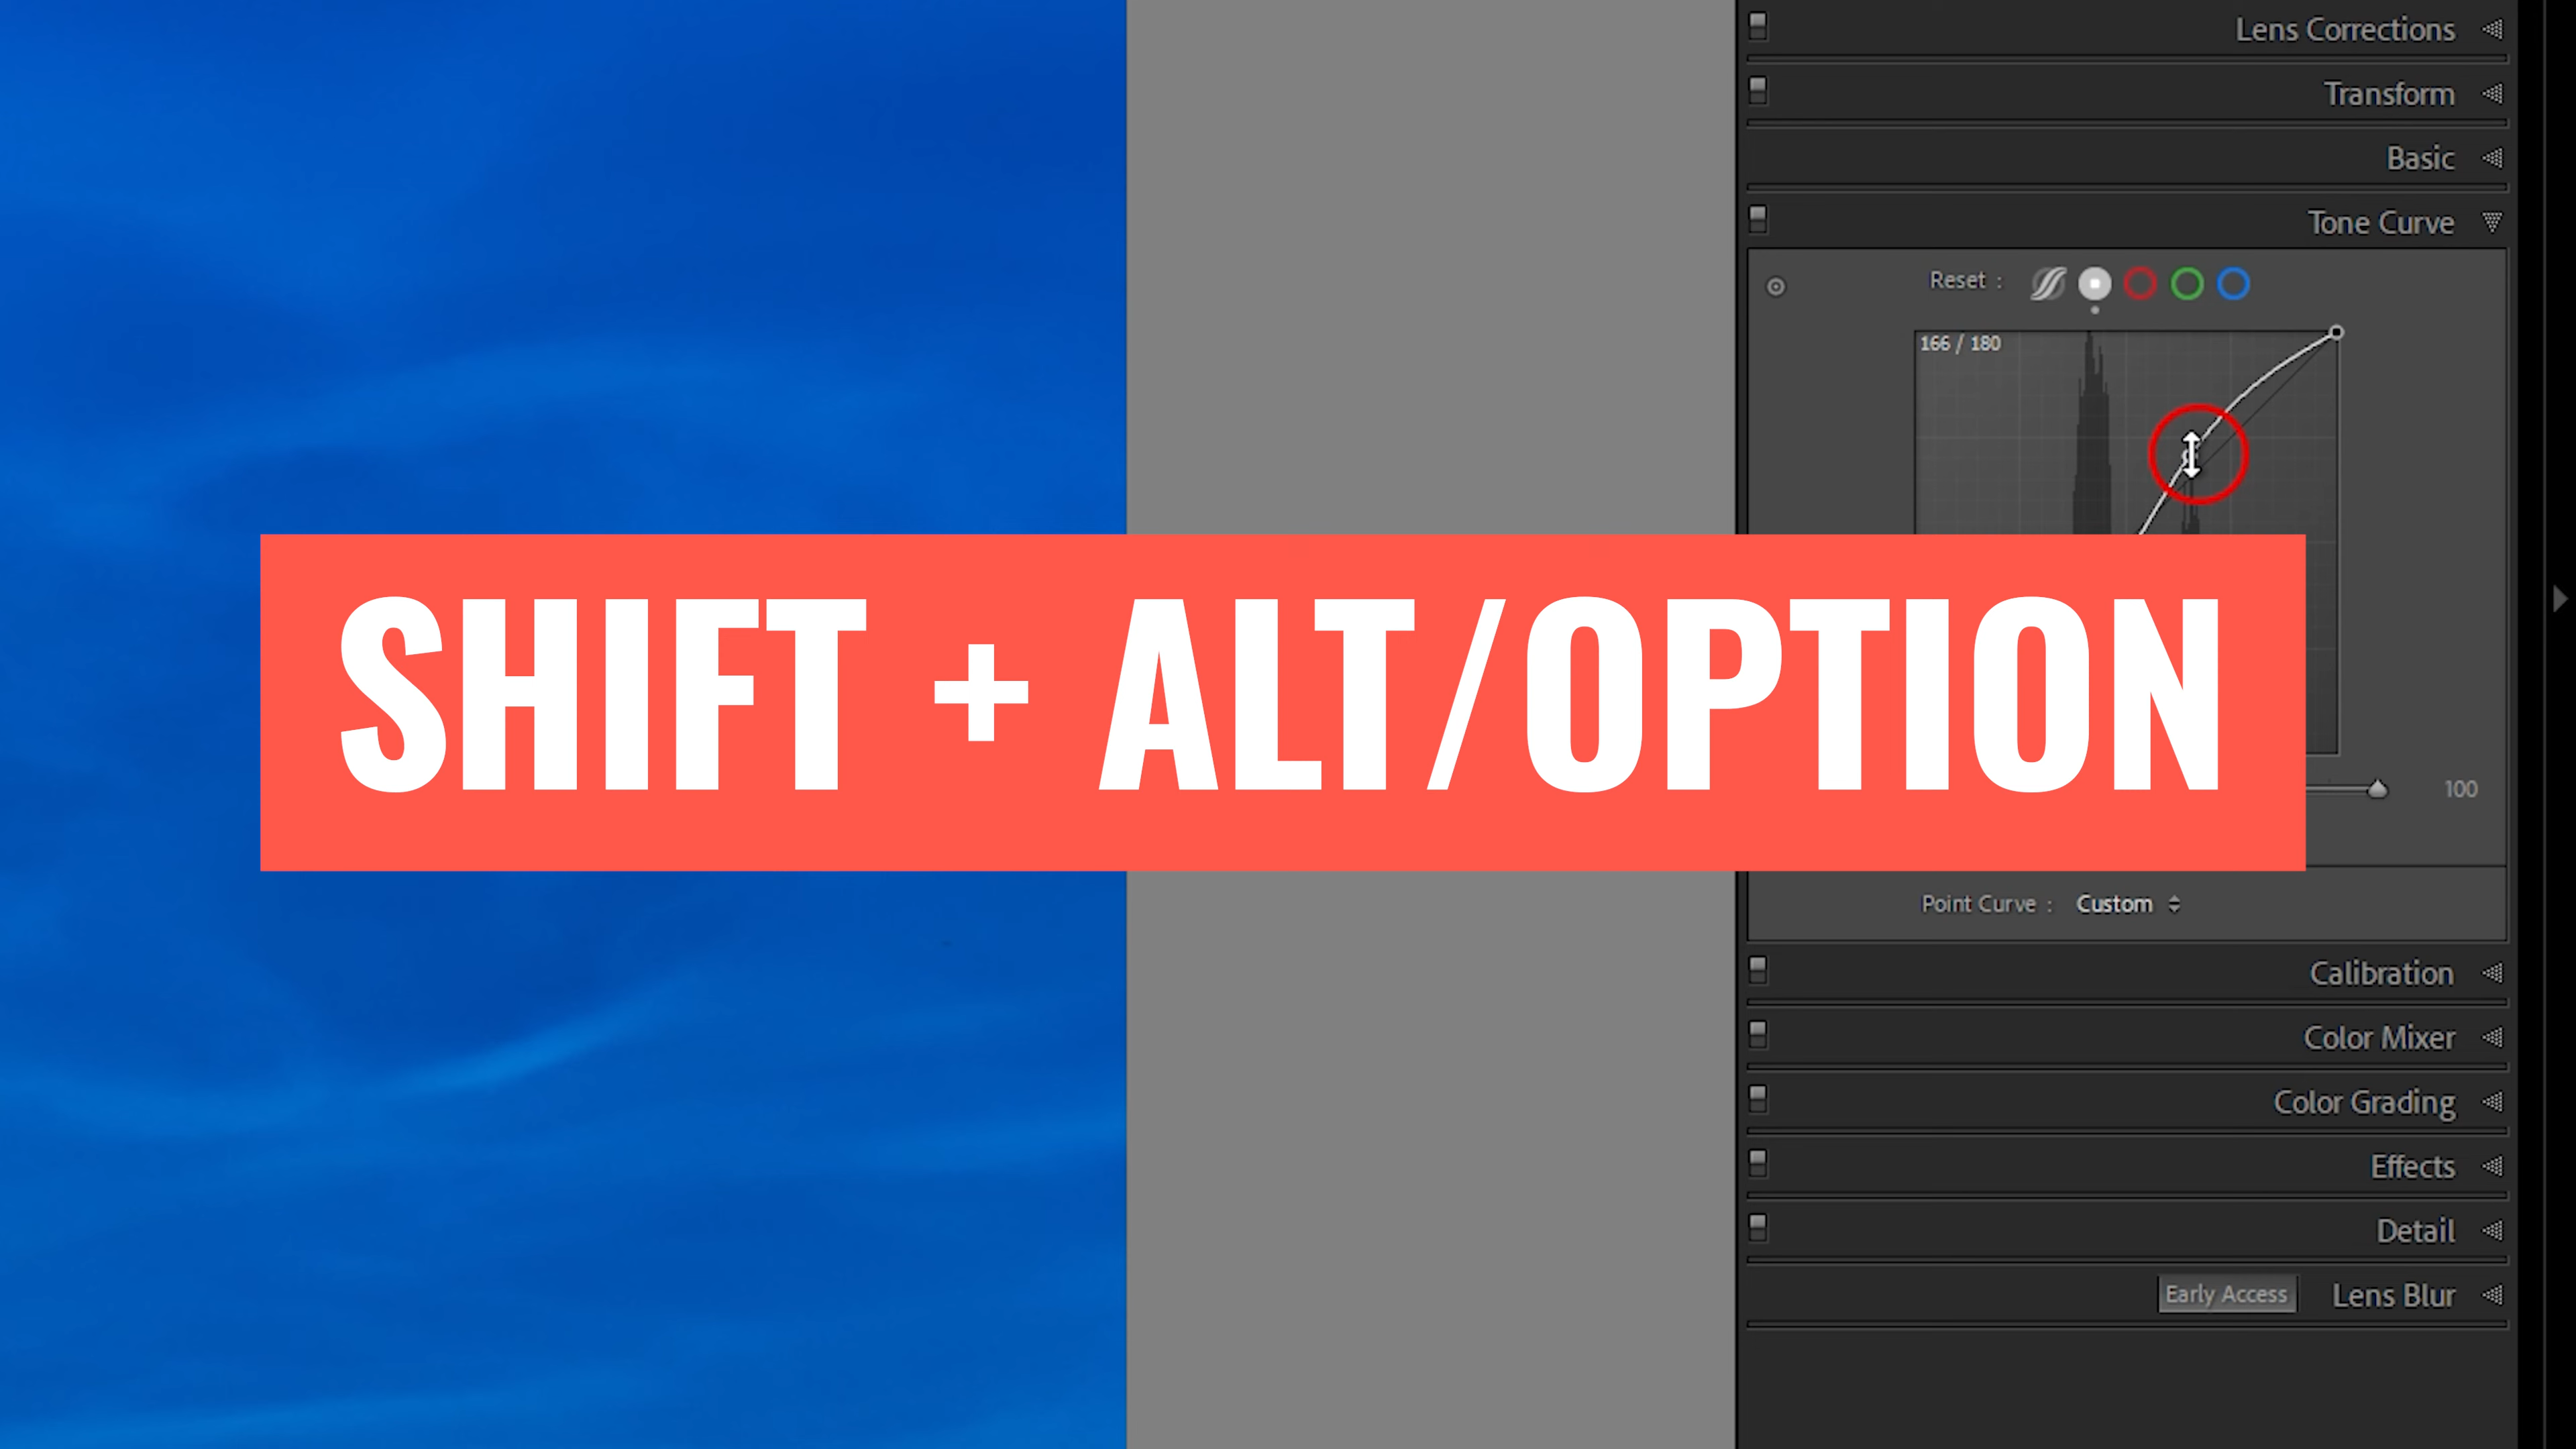 Lens Corrections
Transform
Basic
Tone Curve
Reset :
166 / 180
SHIFT + ALT/OPTION
100
Point Curve : Custom
Calibration
Color Mixer
Color Grading
Effects
Detail
Early Access Lens Blur